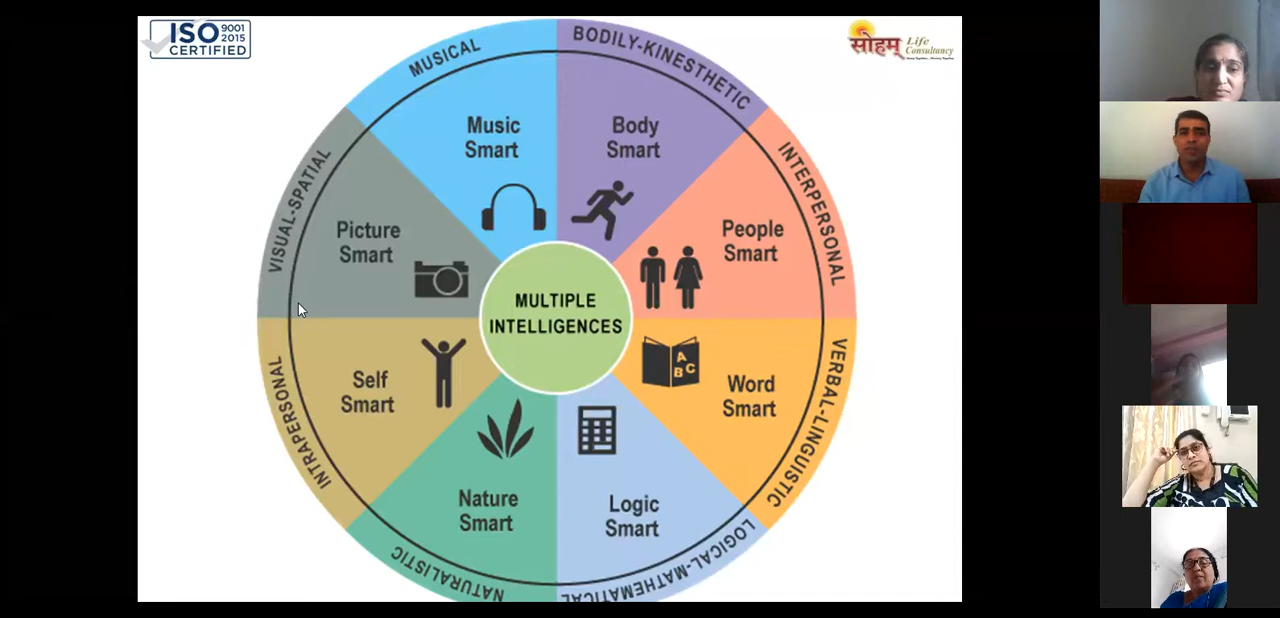 ISO 9001
2015
CERTIFIED
सोहम् Life
Consultancy
MUSICAL
BODILY-KINESTHETIC
INTERPERSONAL
VERBAL-LINGUISTIC
LOGICAL-MATHEMATICAL
NATURALISTIC
INTRAPERSONAL
VISUAL-SPATIAL
Music
Smart
Body
Smart
People
Smart
Word
Smart
Logic
Smart
Nature
Smart
Self
Smart
Picture
Smart
MULTIPLE
INTELLIGENCES
A
B C